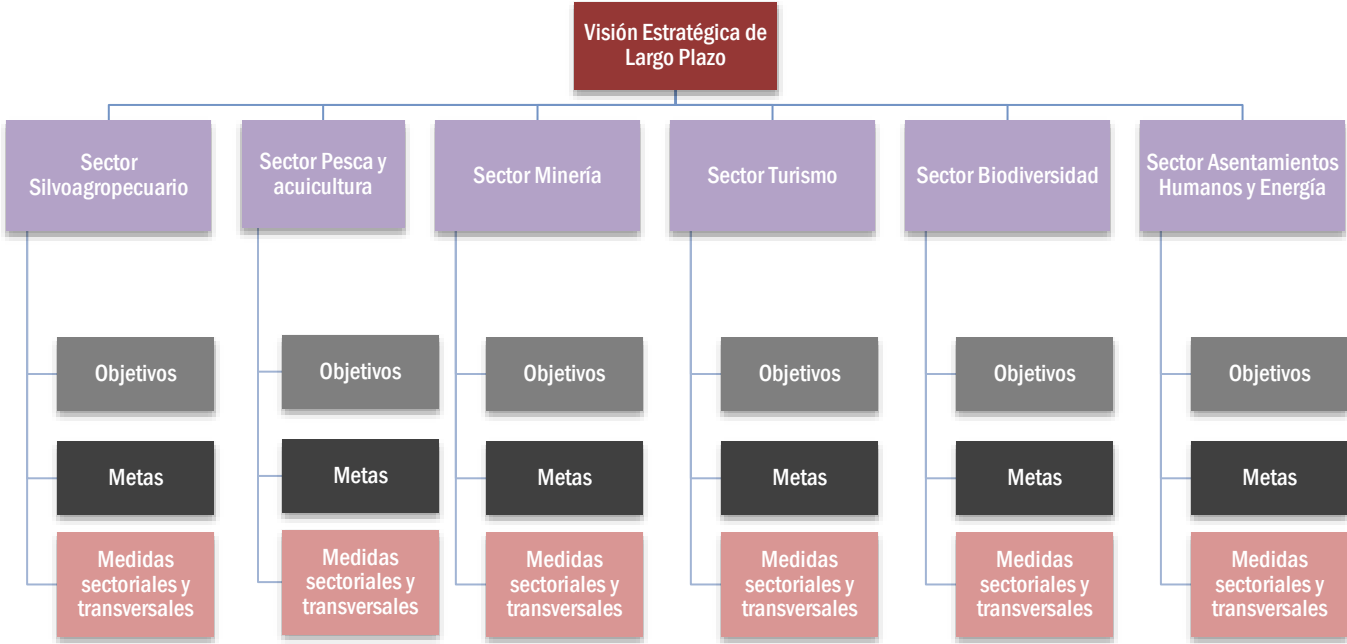 Visión Estratégica de
Largo Plazo
Sector
Silvoagropecuario
Sector Pesca y
acuicultura
Sector Minería
Sector Turismo
Sector Biodiversidad
Sector Asentamientos
Humanos y Energía
Objetivos
Objetivos
Objetivos
Objetivos
Objetivos
Objetivos
Metas
Metas
Metas
Metas
Metas
Metas
Medidas
sectoriales y
transversales
Medidas
sectoriales y
transversales
Medidas
sectoriales y
transversales
Medidas
sectoriales y
transversales
Medidas
sectoriales y
transversales
Medidas
sectoriales y
transversales